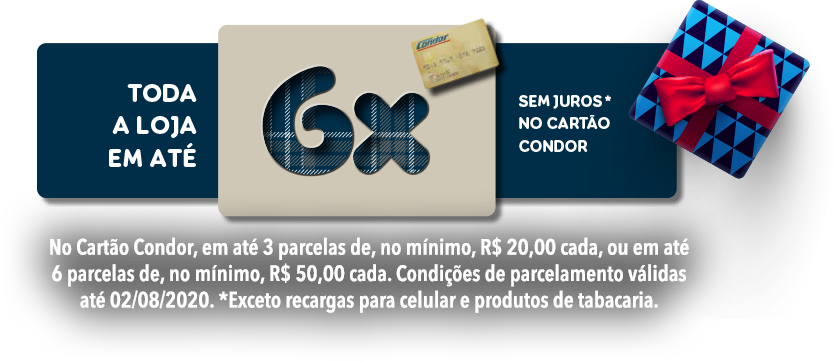 TODA
A LOJA
EM ATÉ
6x
Condor
SEM JUROS*
NO CARTÃO
CONDOR
No Cartão Condor, em até 3 parcelas de, no mínimo, R$ 20,00 cada, ou em até
6 parcelas de, no mínimo, R$ 50,00 cada. Condições de parcelamento válidas
até 02/08/2020. *Exceto recargas para celular e produtos de tabacaria.